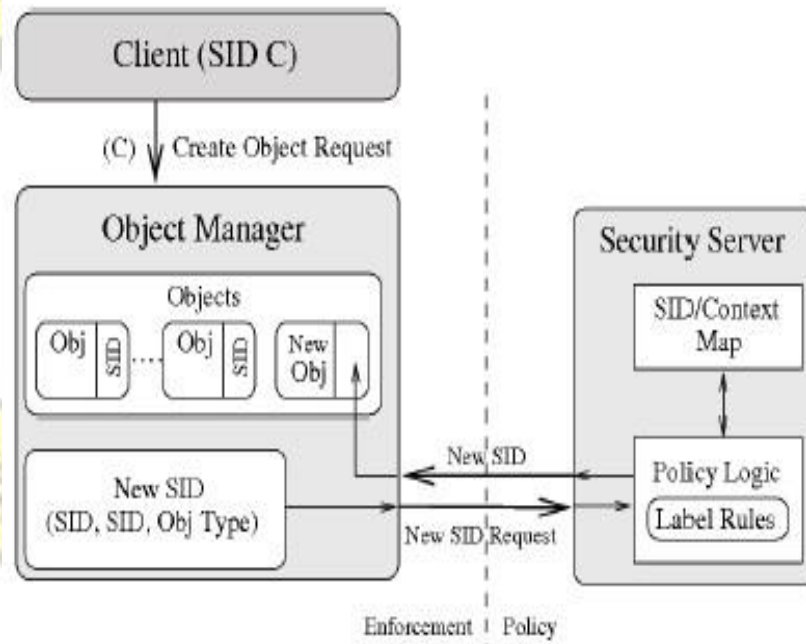 Client (SID C)
(C) Create Object Request
Object Manager
Objects
Obj
SID
Obj
SID
New
Obj
New SID
(SID, SID, Obj Type)
New SID
New SID Request
Security Server
SID/Context
Map
Policy Logic
Label Rules
Enforcement
Policy